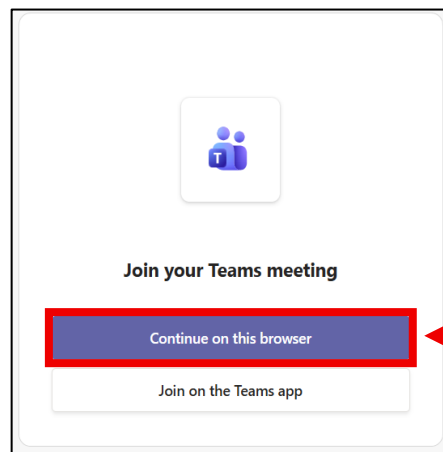 T
Join your Teams meeting
Continue on this browser
Join on the Teams app